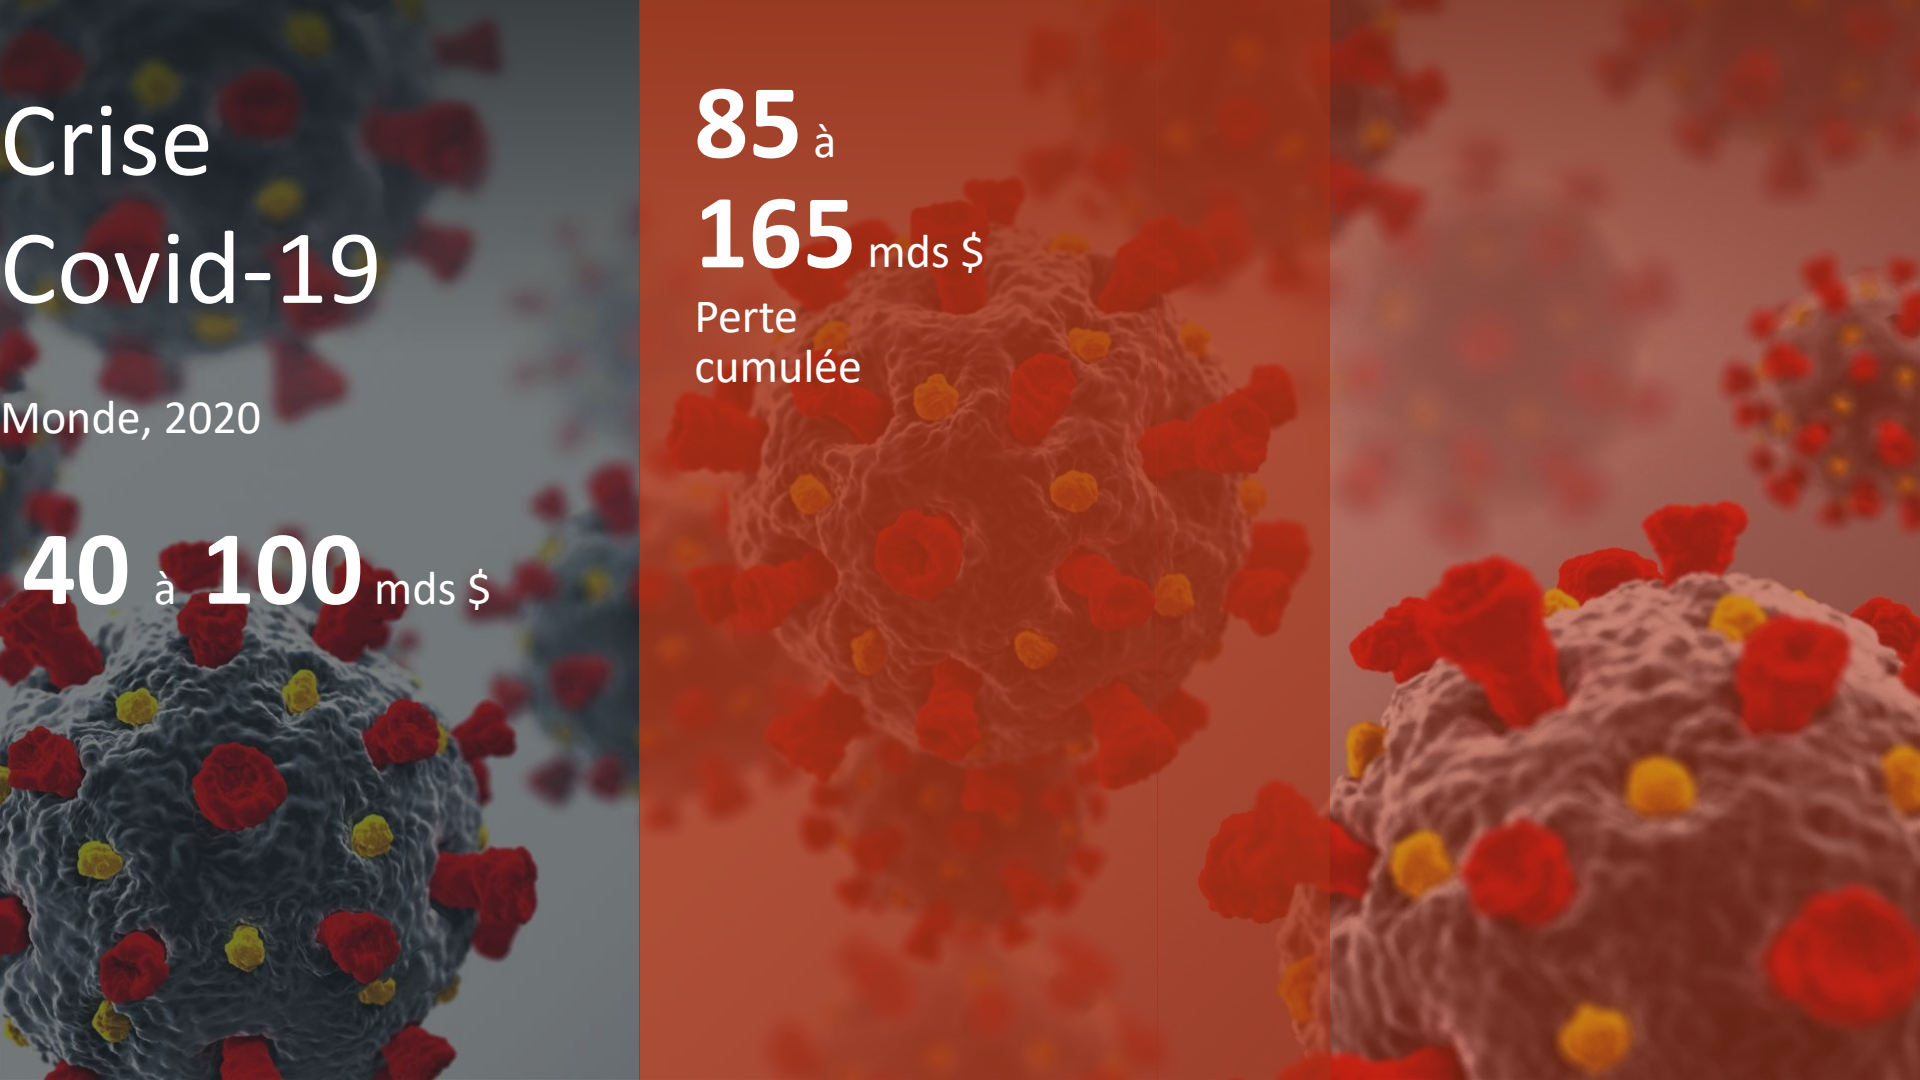 Crise
Covid-19
Monde, 2020
40 à 100 mds $
85 à
165 mds $
Perte
cumulée